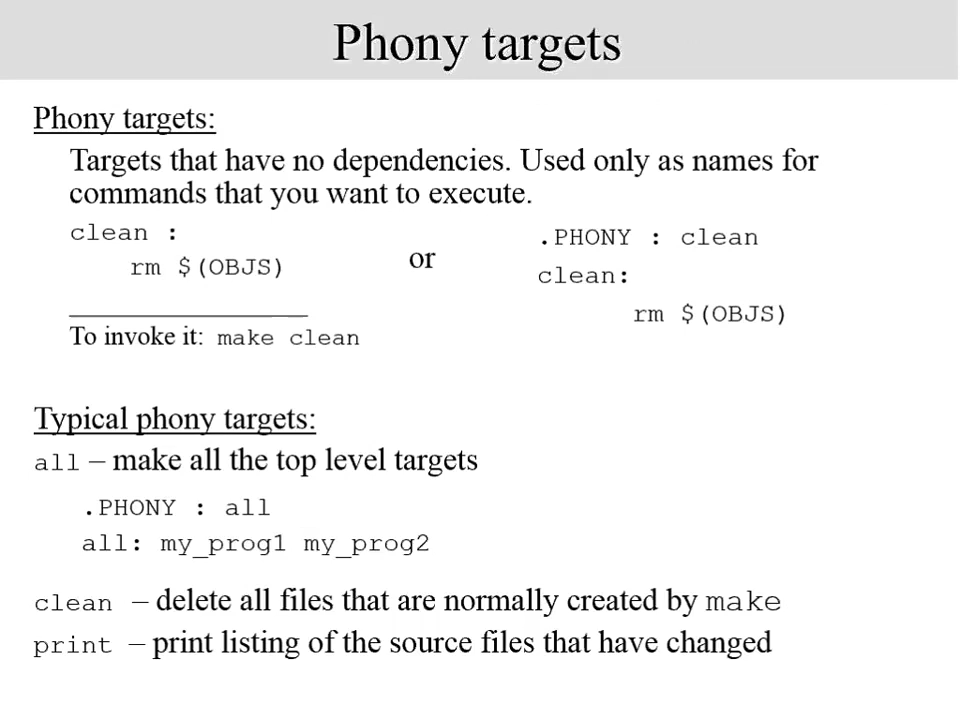 Phony targets
Phony targets:
Targets that have no dependencies. Used only as names for
commands that you want to execute.
clean :
rm $(OBJS)
or
.PHONY : clean
clean:
rm $(OBJS)
To invoke it: make clean
Typical phony targets:
all – make all the top level targets
.PHONY : all
all: my_prog1 my_prog2
clean – delete all files that are normally created by make
print – print listing of the source files that have changed